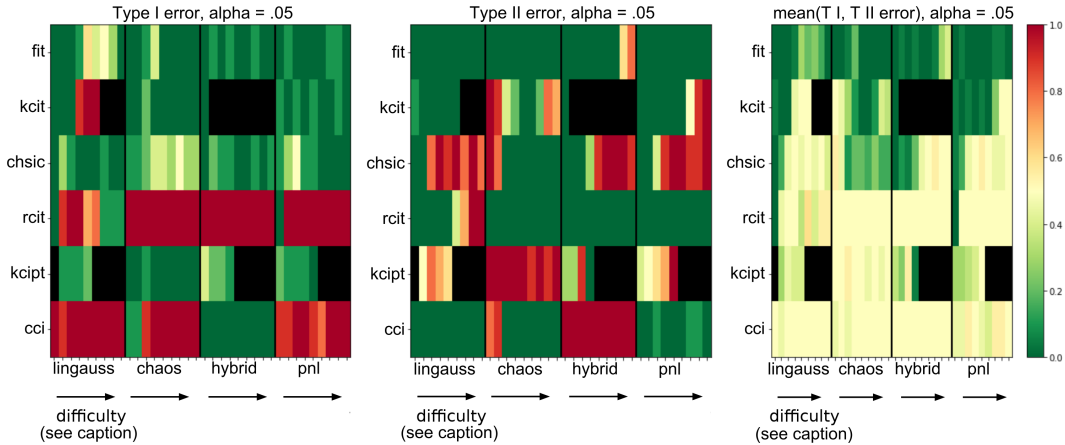 Type I error, alpha = .05
fit
kcit
chsic
rcit
kcipt
cci
lingauss chaos hybrid pnl
difficulty
(see caption)
Type II error, alpha = .05
fit
kcit
chsic
rcit
kcipt
cci
lingauss chaos hybrid pnl
difficulty
(see caption)
mean(T I, T II error), alpha = .05
fit
kcit
chsic
rcit
kcipt
cci
lingauss chaos hybrid pnl
difficulty
(see caption)
1.0
0.8
0.6
0.4
0.2
0.0